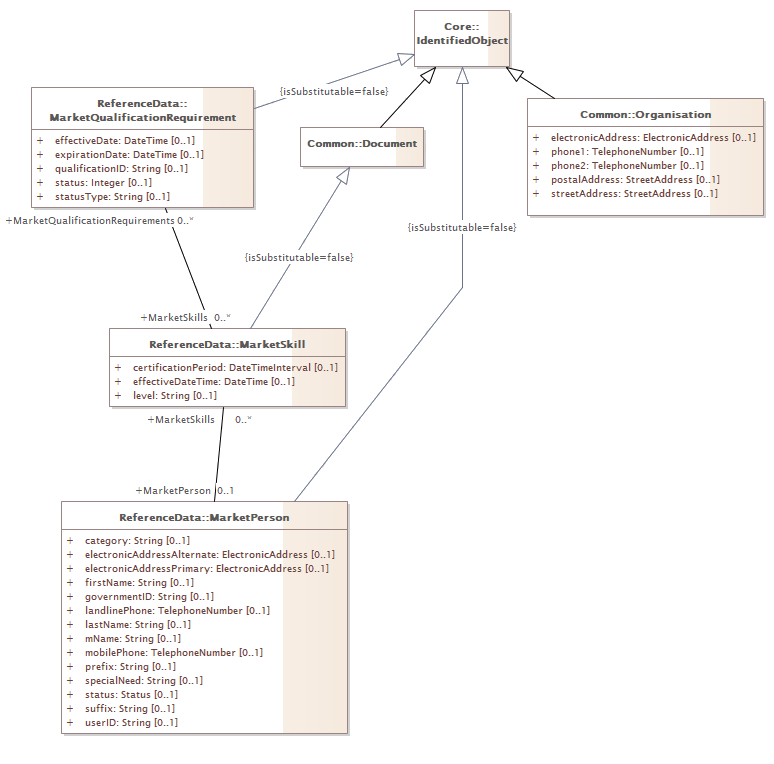 Core::
IdentifiedObject
{isSubstitutable=false}
ReferenceData::
MarketQualificationRequirement
+ effectiveDate: DateTime [0..1]
+ expirationDate: DateTime [0..1]
+ qualificationID: String [0..1]
+ status: Integer [0..1]
+ statusType: String [0..1]
Common::Document
Common::Organisation
+ electronicAddress: ElectronicAddress [0..1]
+ phone1: TelephoneNumber [0..1]
+ phone2: TelephoneNumber [0..1]
+ postalAddress: StreetAddress [0..1]
+ streetAddress: StreetAddress [0..1]
+MarketQualificationRequirements 0..*
{isSubstitutable=false}
{isSubstitutable=false}
+MarketSkills 0..*
ReferenceData::MarketSkill
+ certificationPeriod: DateTimeInterval [0..1]
+ effectiveDateTime: DateTime [0..1]
+ level: String [0..1]
+MarketSkills 0..*
+MarketPerson 0..1
ReferenceData::MarketPerson
+ category: String [0..1]
+ electronicAddressAlternate: ElectronicAddress [0..1]
+ electronicAddressPrimary: ElectronicAddress [0..1]
+ firstName: String [0..1]
+ governmentID: String [0..1]
+ landlinePhone: TelephoneNumber [0..1]
+ lastName: String [0..1]
+ mName: String [0..1]
+ mobilePhone: TelephoneNumber [0..1]
+ prefix: String [0..1]
+ specialNeed: String [0..1]
+ status: Status [0..1]
+ suffix: String [0..1]
+ userID: String [0..1]